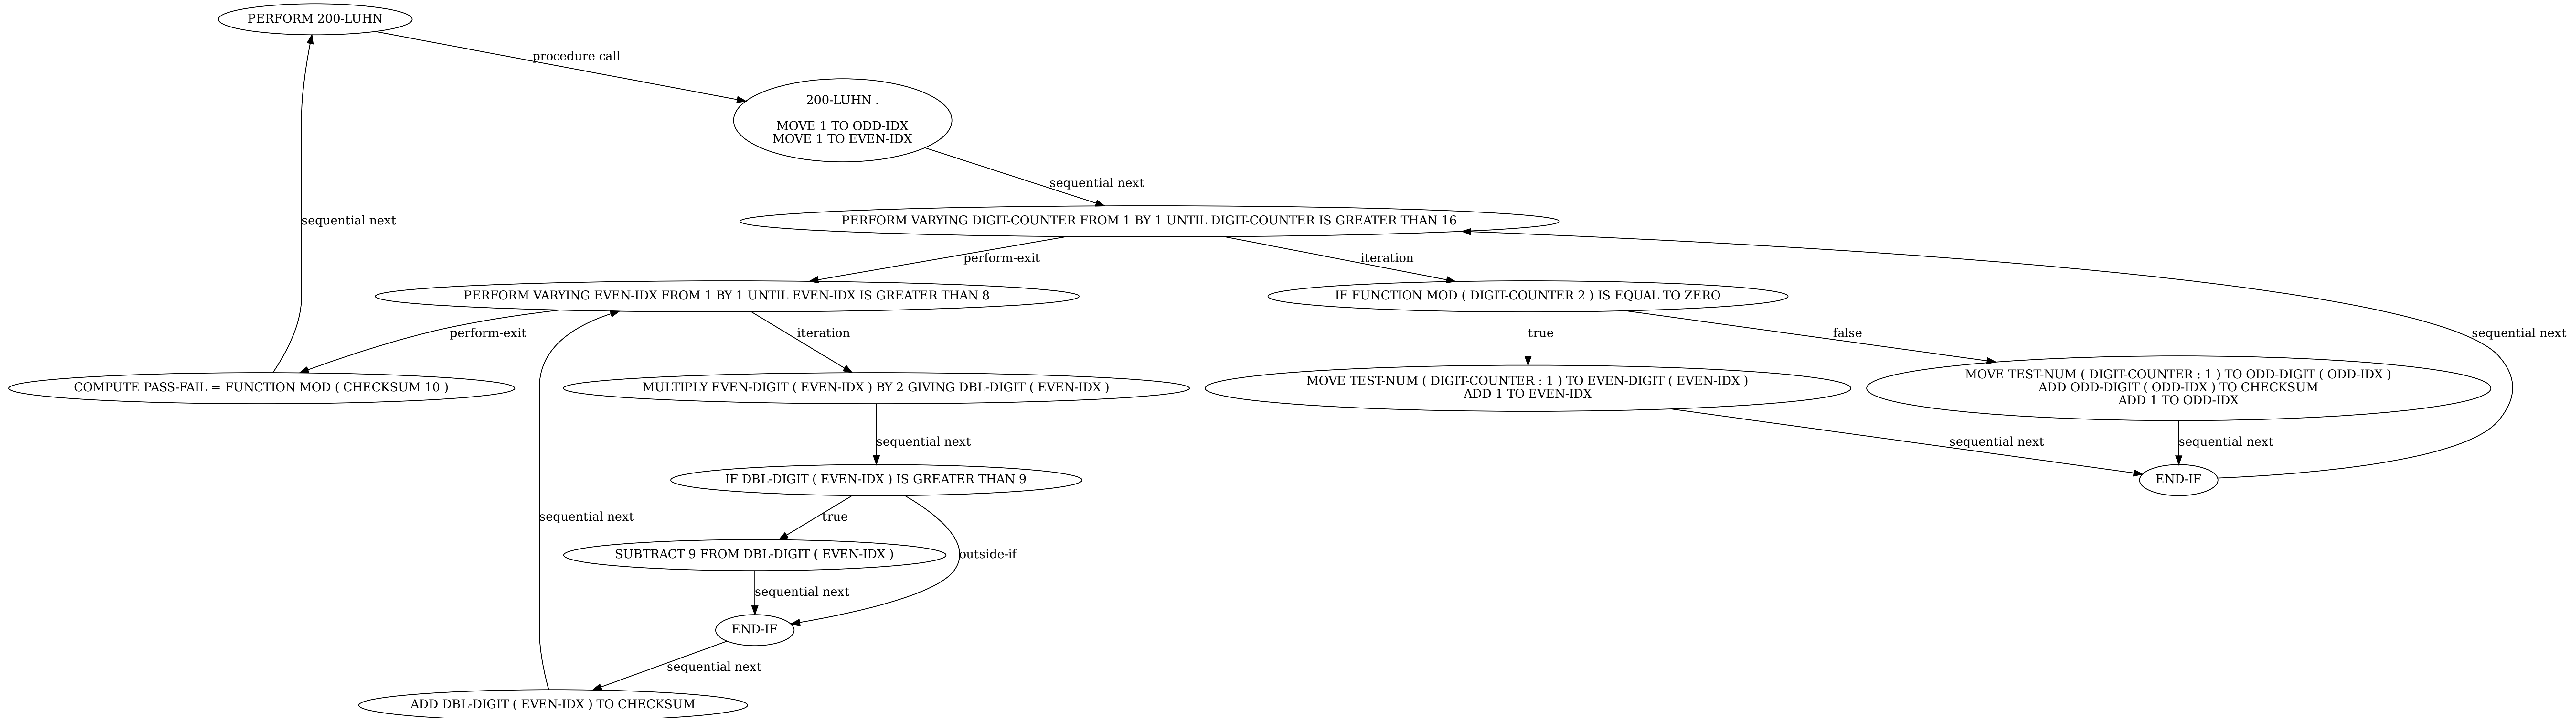 PERFORM 200-LUHN
procedure call
200-LUHN .
MOVE 1 TO ODD-IDX
MOVE 1 TO EVEN-IDX
sequential next
sequential next
PERFORM VARYING DIGIT-COUNTER FROM 1 BY 1 UNTIL DIGIT-COUNTER IS GREATER THAN 16
perform-exit
iteration
PERFORM VARYING EVEN-IDX FROM 1 BY 1 UNTIL EVEN-IDX IS GREATER THAN 8
IF FUNCTION MOD ( DIGIT-COUNTER 2 ) IS EQUAL TO ZERO
perform-exit
iteration
true
false
sequential next
COMPUTE PASS-FAIL = FUNCTION MOD ( CHECKSUM 10 )
MULTIPLY EVEN-DIGIT ( EVEN-IDX ) BY 2 GIVING DBL-DIGIT ( EVEN-IDX )
MOVE TEST-NUM ( DIGIT-COUNTER : 1 ) TO EVEN-DIGIT ( EVEN-IDX )
ADD 1 TO EVEN-IDX
MOVE TEST-NUM ( DIGIT-COUNTER : 1 ) TO ODD-DIGIT ( ODD-IDX )
ADD ODD-DIGIT ( ODD-IDX ) TO CHECKSUM
ADD 1 TO ODD-IDX
sequential next
sequential next
sequential next
IF DBL-DIGIT ( EVEN-IDX ) IS GREATER THAN 9
END-IF
sequential next
true
SUBTRACT 9 FROM DBL-DIGIT ( EVEN-IDX )
outside-if
sequential next
END-IF
sequential next
ADD DBL-DIGIT ( EVEN-IDX ) TO CHECKSUM